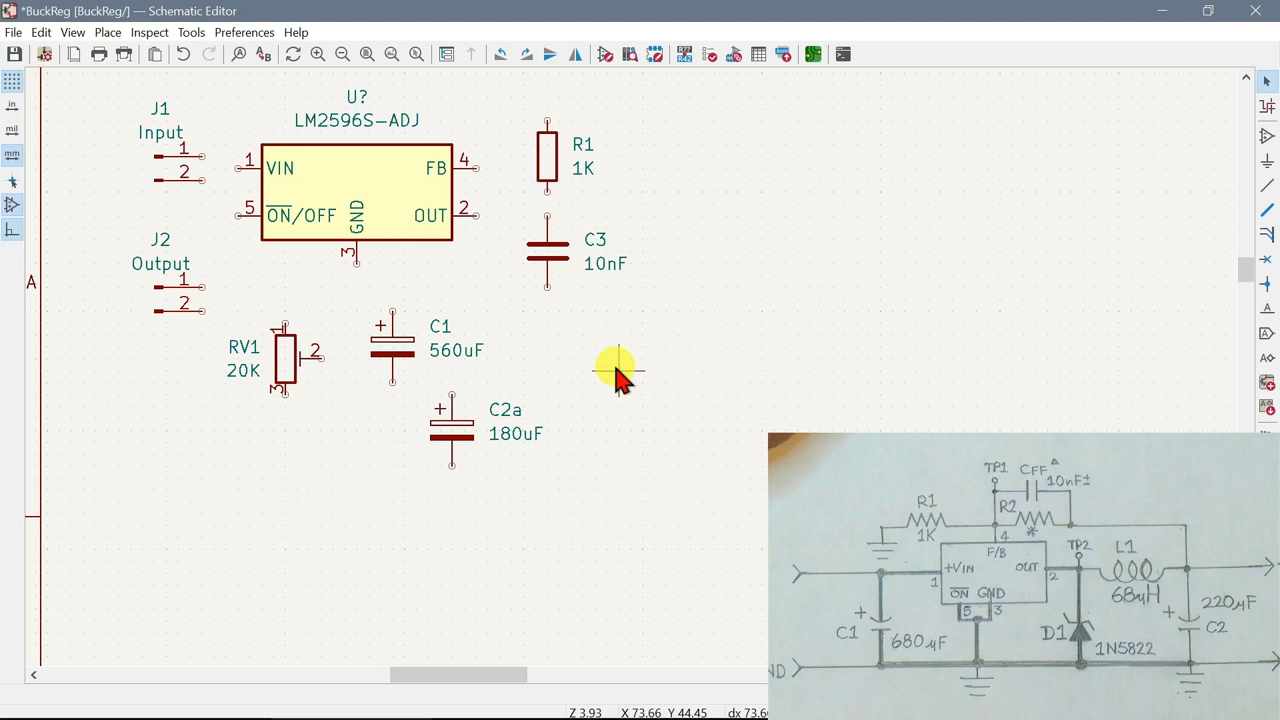 *BuckReg [BuckReg/] — Schematic Editor
File Edit View Place Inspect Tools Preferences Help
in
mil
mm
A
J1
Input
1
2
U?
LM2596S-ADJ
1 VIN
FB 4
5 ON/OFF
GND
OUT 2
3
R1
1K
J2
Output
1
2
C3
10nF
RV1
20K
1
2
3
C1
560uF
C2a
180uF
TP1
CFF
10nF±
R1
1K
R2
*
4
F/B
+VIN
1
OUT
2
ON GND
5 3
TP2
L1
68uH
C1
680µF
D1
1N5822
220µF
C2
ND
Z 3.93 X 73.66 Y 44.45 dx 73.6